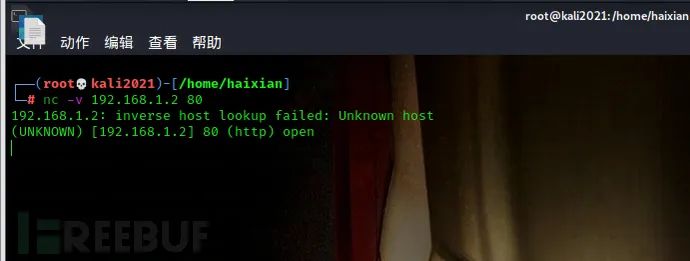 root@kali2021:/home/haixian
文件 动作 编辑 查看 帮助
┌──(root💀kali2021)-[/home/haixian]
└─# nc -v 192.168.1.2 80
192.168.1.2: inverse host lookup failed: Unknown host
(UNKNOWN) [192.168.1.2] 80 (http) open
FREEBUF